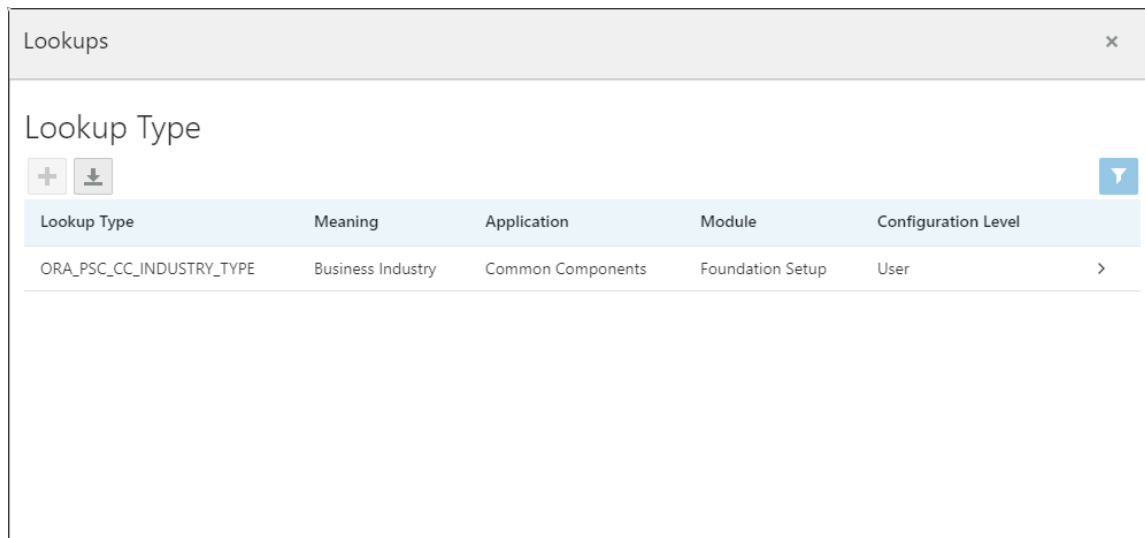 Lookups
Lookup Type
Lookup Type Meaning Application Module Configuration Level
ORA_PSC_CC_INDUSTRY_TYPE Business Industry Common Components Foundation Setup User